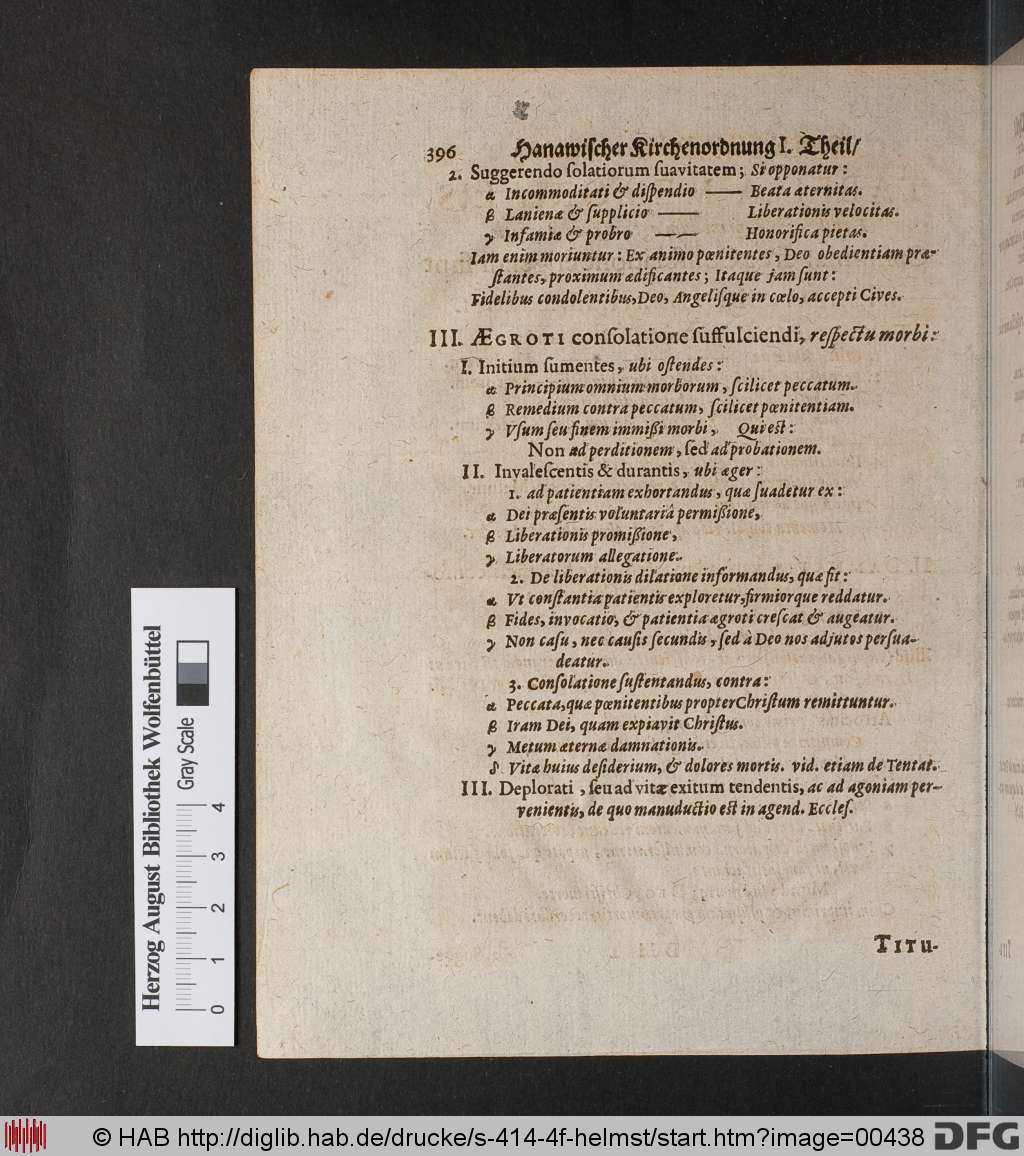 396 Hanawiſcher Kirchenordnung I. Theil/
2. Suggerendo ſolatiorum ſuavitatem; Si opponatur:
α Incommoditati & diſpendio —— Beata æternitas.
β Lanienæ & ſupplicio —— Liberationis velocitas.
γ Infamiæ & probro —— Honorifica pietas.
Iam enim moriuntur: Ex animo pœnitentes, Deo obedientiam præ-
ſtantes, proximum ædificantes; Itaque jam ſunt:
Fidelibus condolentibus, Deo, Angeliſque in cœlo, accepti Cives.
III. ÆGROTI conſolatione ſuffulciendi, reſpectu morbi:
I. Initium ſumentes, ubi oſtendes:
α Principium omnium morborum, ſcilicet peccatum.
β Remedium contra peccatum, ſcilicet pœnitentiam.
γ Vſum ſeu finem immißi morbi, Qui est:
Non ad perditionem, ſed ad probationem.
II. Invaleſcentis & durantis, ubi æger:
1. ad patientiam exhortandus, quæ ſuadetur ex:
α Dei præſentis voluntariâ permißione,
β Liberationis promißione,
γ Liberatorum allegatione.
2. De liberationis dilatione informandus, quæ fit:
α Vt conſtantia patientis exploretur, firmiorque reddatur.
β Fides, invocatio, & patientia ægroti creſcat & augeatur.
γ Non caſu, nec cauſis ſecundis, ſed à Deo nos adjutos perſua-
deatur.
3. Conſolatione ſuſtentandus, contra:
α Peccata, quæ pœnitentibus propter Chriſtum remittuntur.
β Iram Dei, quam expiavit Chriſtus.
γ Metum æternæ damnationis.
δ Vitæ huius deſiderium, & dolores mortis. vid. etiam de Tentat.
III. Deplorati, ſeu ad vitæ exitum tendentis, ac ad agoniam per-
venientis, de quo manuductio est in agend. Eccleſ.
TITU-
Herzog August Bibliothek Wolfenbüttel
Gray Scale
0 1 2 3 4
© HAB http://diglib.hab.de/drucke/s-414-4f-helmst/start.htm?image=00438 DFG